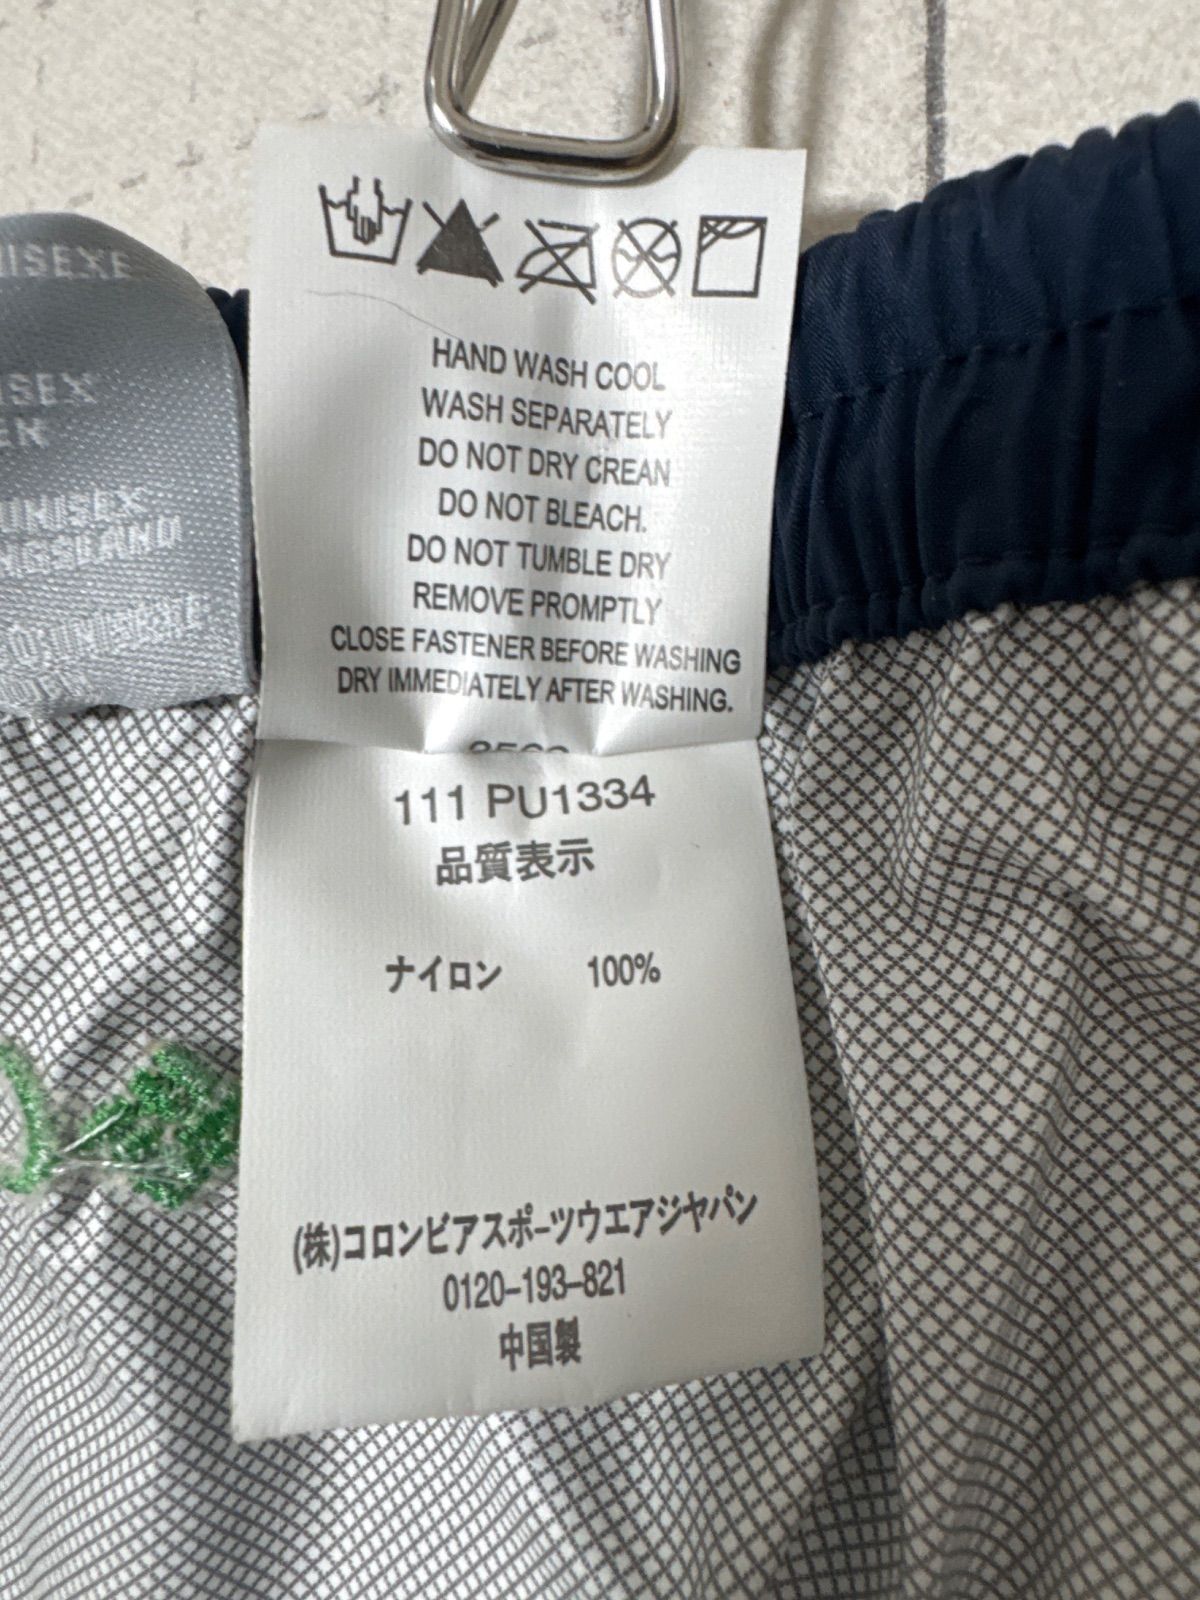 HAND WASH COOL
WASH SEPARATELY
DO NOT DRY CREAN
DO NOT BLEACH.
DO NOT TUMBLE DRY
REMOVE PROMPTLY
CLOSE FASTENER BEFORE WASHING
DRY IMMEDIATELY AFTER WASHING.
111 PU1334
品質表示
ナイロン 100%
(株)コロンビアスポーツウエアジャパン
0120-193-821
中国製
UNISEX